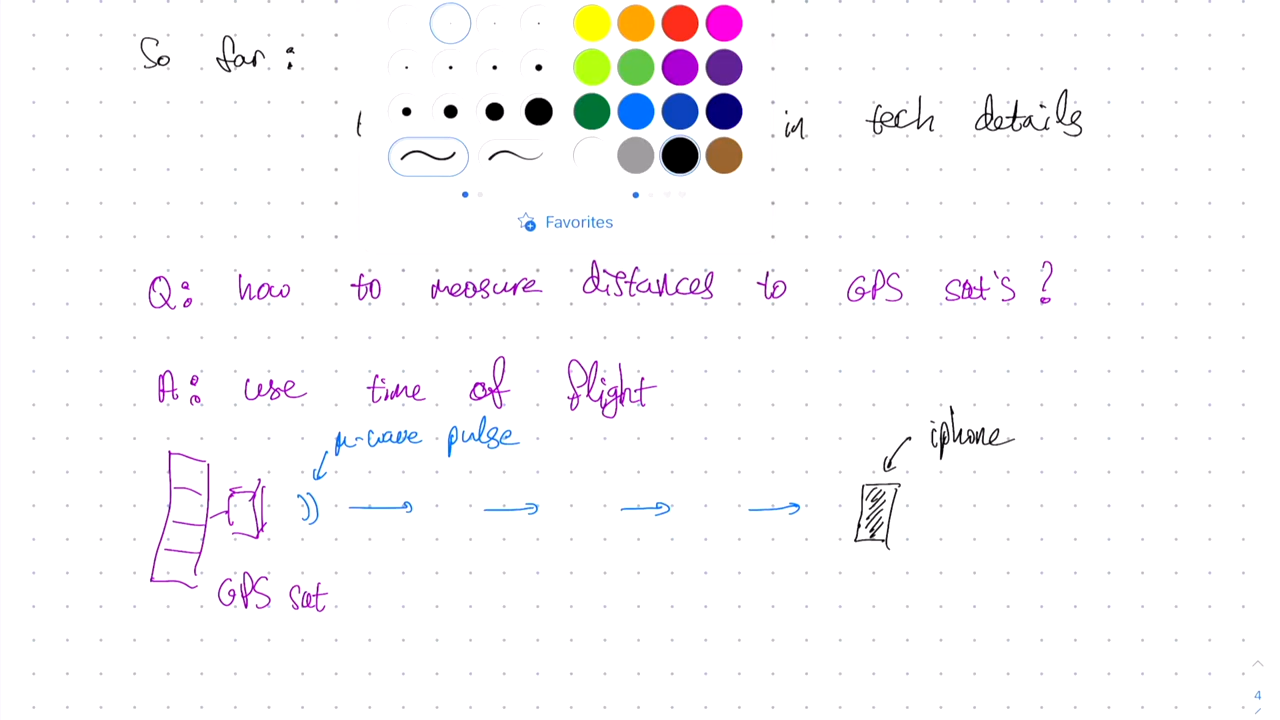 So far:
in tech details
Favorites
Q: how to measure distances to GPS sat's?
A: use time of flight
μ-wave pulse
iphone
GPS sat
4